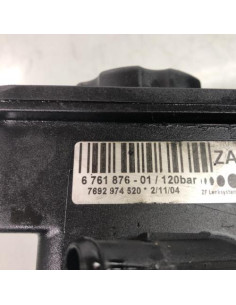 ZA
6 761 876 - 01 / 120bar
7692 974 520 * 2/11/04
ZF Lenksysteme